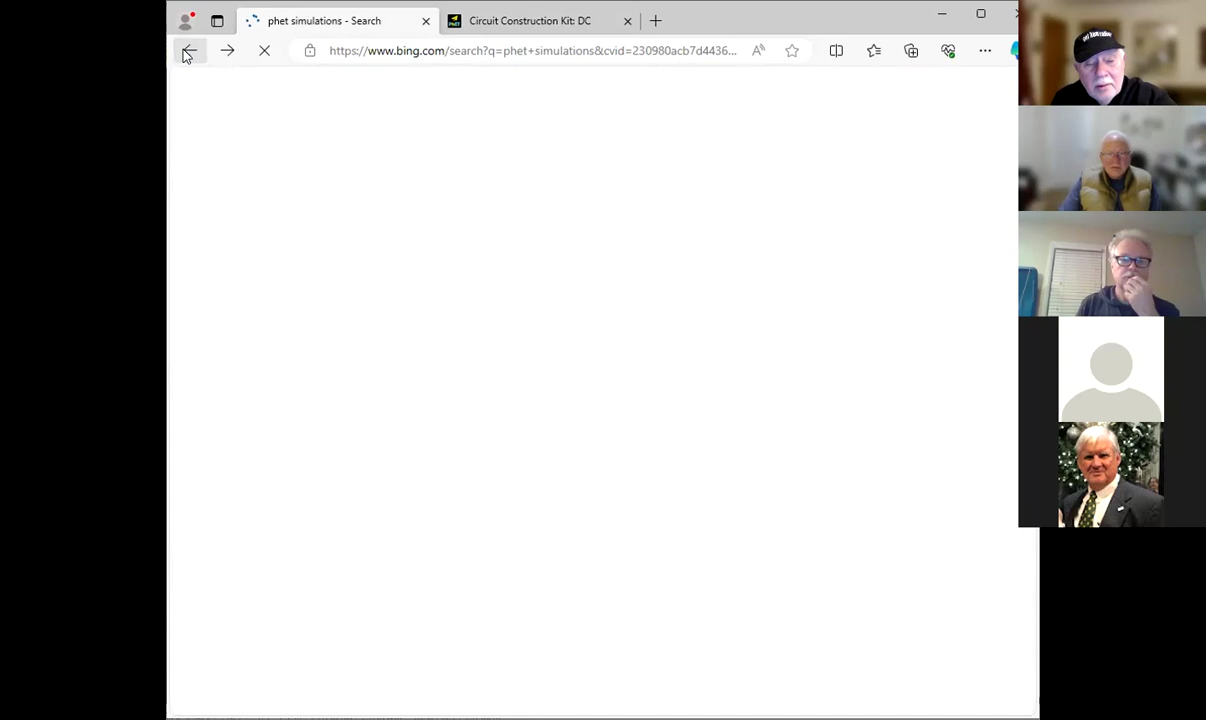 phet simulations - Search
Circuit Construction Kit: DC
https://www.bing.com/search?q=phet+simulations&cvid=230980acb7d4436...